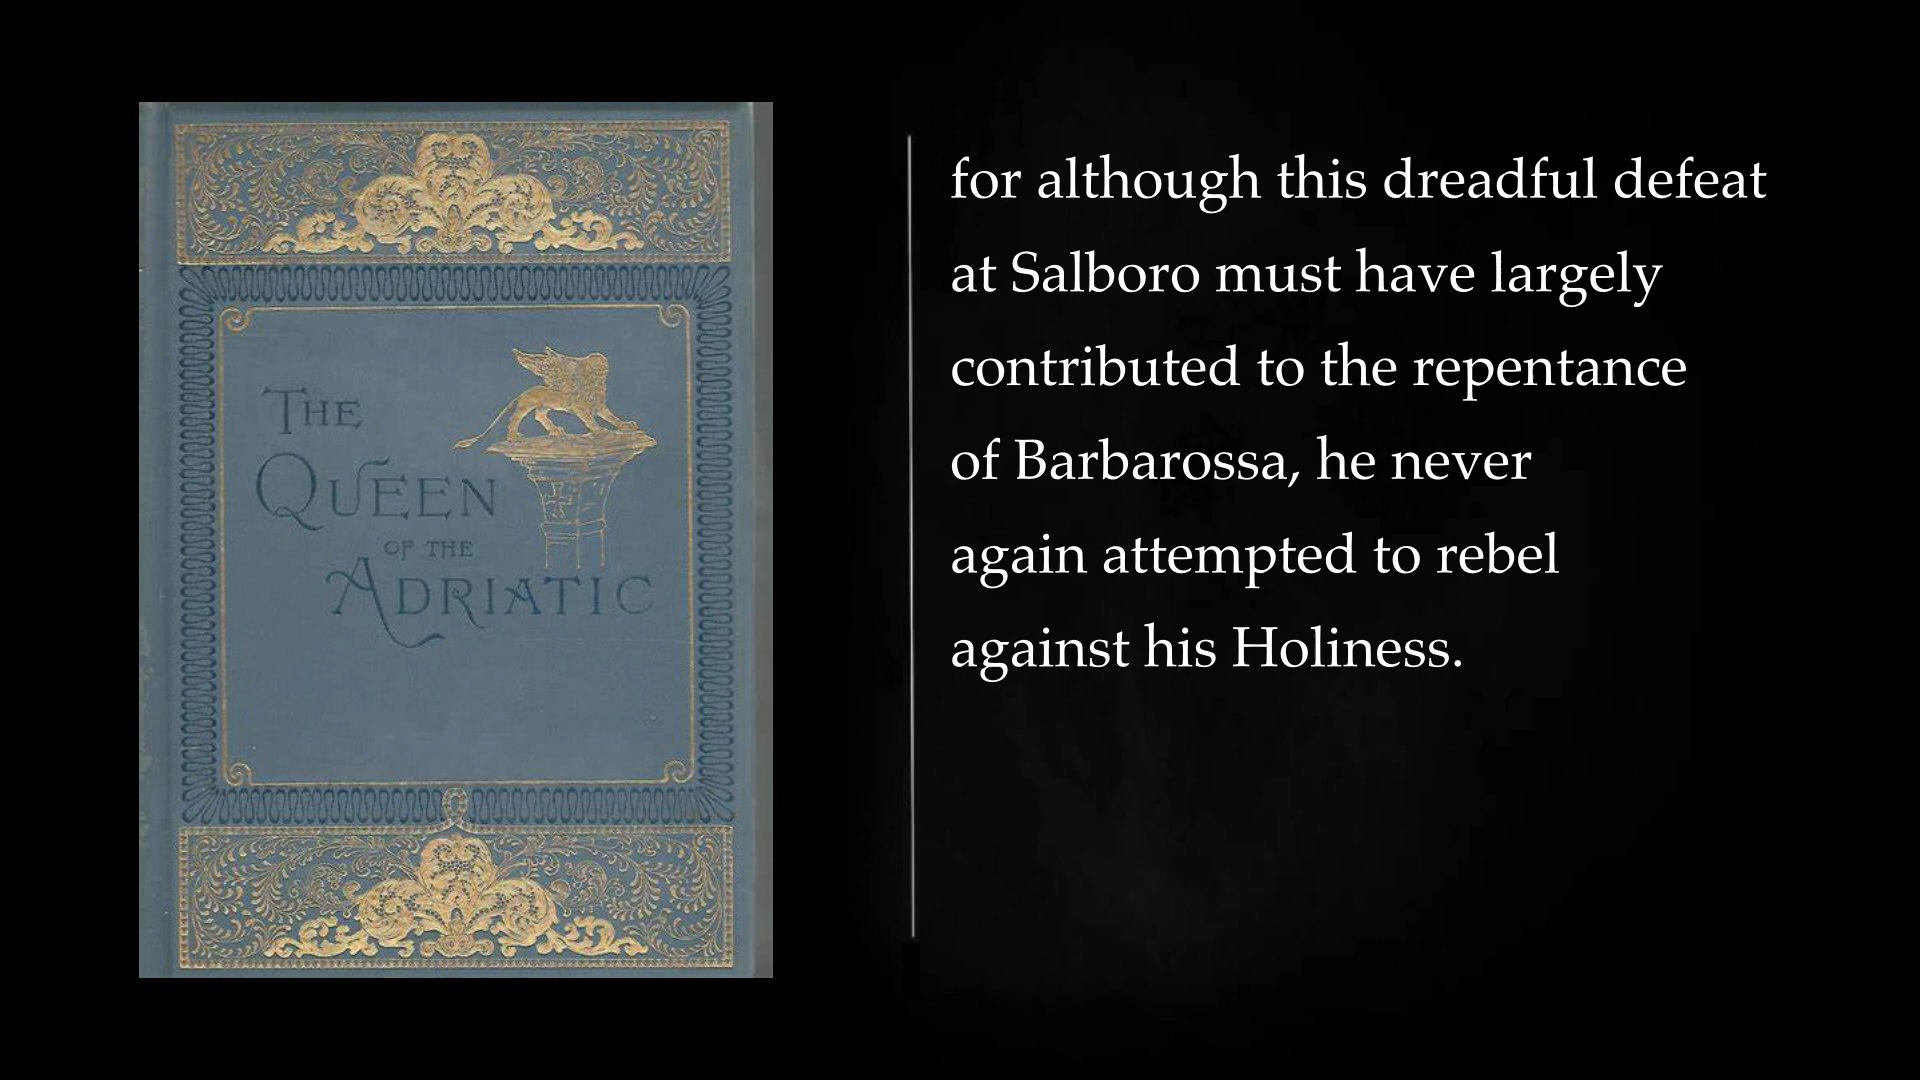 The
Queen
of the
Adriatic
for although this dreadful defeat
at Salboro must have largely
contributed to the repentance
of Barbarossa, he never
again attempted to rebel
against his Holiness.